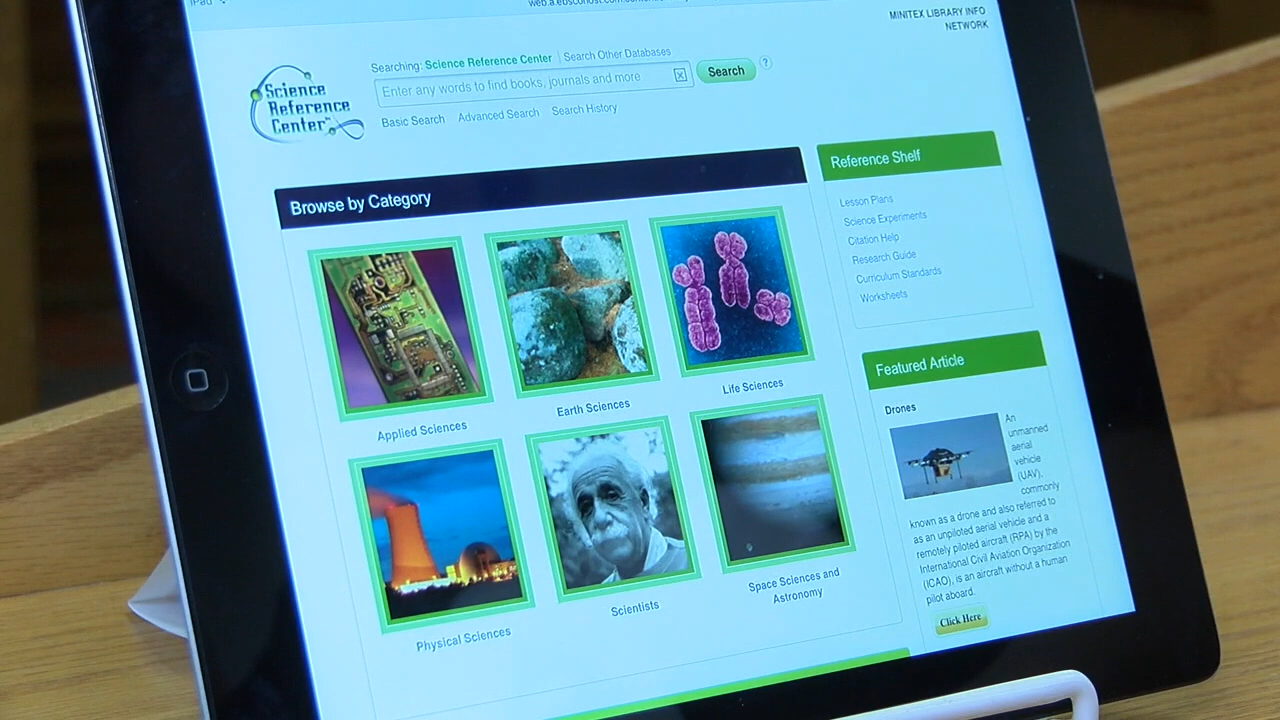 iPad
MINITEX LIBRARY INFO
NETWORK
Searching: Science Reference Center | Search Other Databases
Science
Reference
Center™
Enter any words to find books, journals and more
Search
?
Basic Search Advanced Search Search History
Browse by Category
Applied Sciences
Earth Sciences
Life Sciences
Physical Sciences
Scientists
Space Sciences and
Astronomy
Reference Shelf
Lesson Plans
Science Experiments
Citation Help
Research Guide
Curriculum Standards
Worksheets
Featured Article
Drones
An
unmanned
aerial
vehicle
(UAV),
commonly
known as a drone and also referred to
as an unpiloted aerial vehicle and a
remotely piloted aircraft (RPA) by the
International Civil Aviation Organization
(ICAO), is an aircraft without a human
pilot aboard.
Click Here